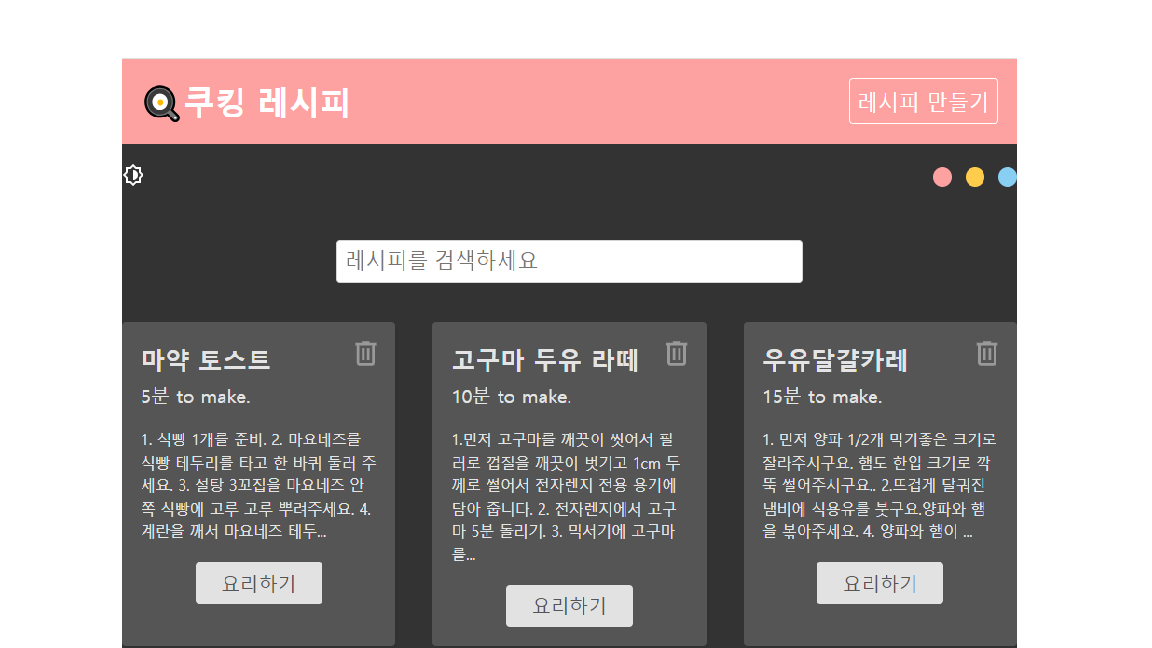 쿠킹 레시피
레시피 만들기
레시피를 검색하세요
마약 토스트
5분 to make.
1. 식삥 1개를 준비. 2. 마요네즈를
식빵 테두리를 타고 한 바퀴 둘러 주
세요. 3. 설탕 3꼬집을 마요네즈 안
쪽 식빵에 고루 고루 뿌려주세요. 4.
계란을 깨서 마요네즈 테두...
요리하기
고구마 두유 라떼
10분 to make.
1.먼저 고구마를 깨끗이 씻어서 필
러로 껍질을 깨끗이 벗기고 1cm 두
께로 썰어서 전자렌지 전용 용기에
담아 줍니다. 2. 전자렌지에서 고구
마 5분 돌리기. 3. 믹서기에 고구마
를...
요리하기
우유달걀카레
15분 to make.
1. 먼저 양파 1/2개 먹기좋은 크기로
잘라주시구요. 햄도 한입 크기로 깍
뚝 썰어주시구요.. 2.뜨겁게 달궈진
냄비에 식용유를 붓구요.양파와 햄
을 볶아주세요. 4. 양파와 햄이 ...
요리하기